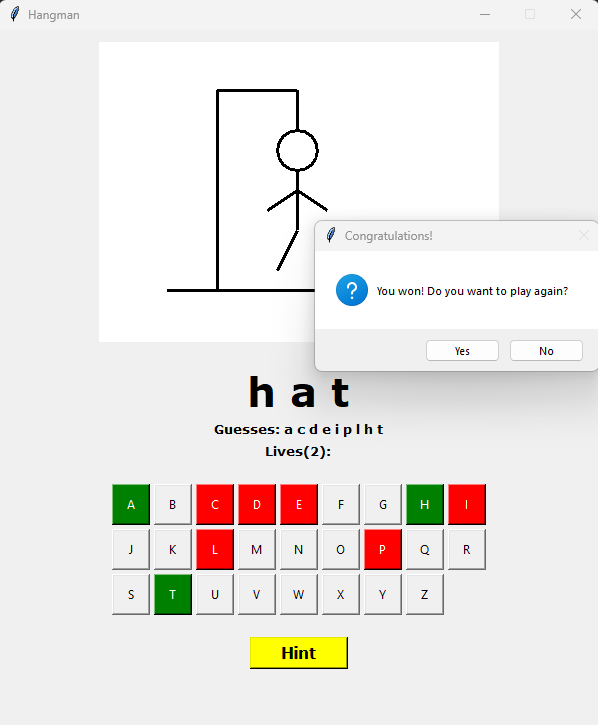 Hangman
Congratulations!
?
You won! Do you want to play again?
Yes No
h a t
Guesses: a c d e i p l h t
Lives(2):
A B C D E F G H I
J K L M N O P Q R
S T U V W X Y Z
Hint